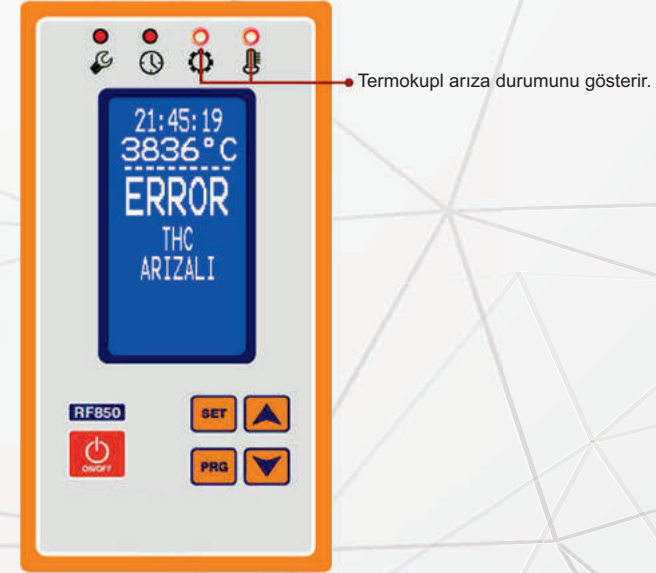 Termokupl arıza durumunu gösterir.
21:45:19
3836°C
ERROR
THC
ARIZALI
RF850
SET
ON/OFF
PRG